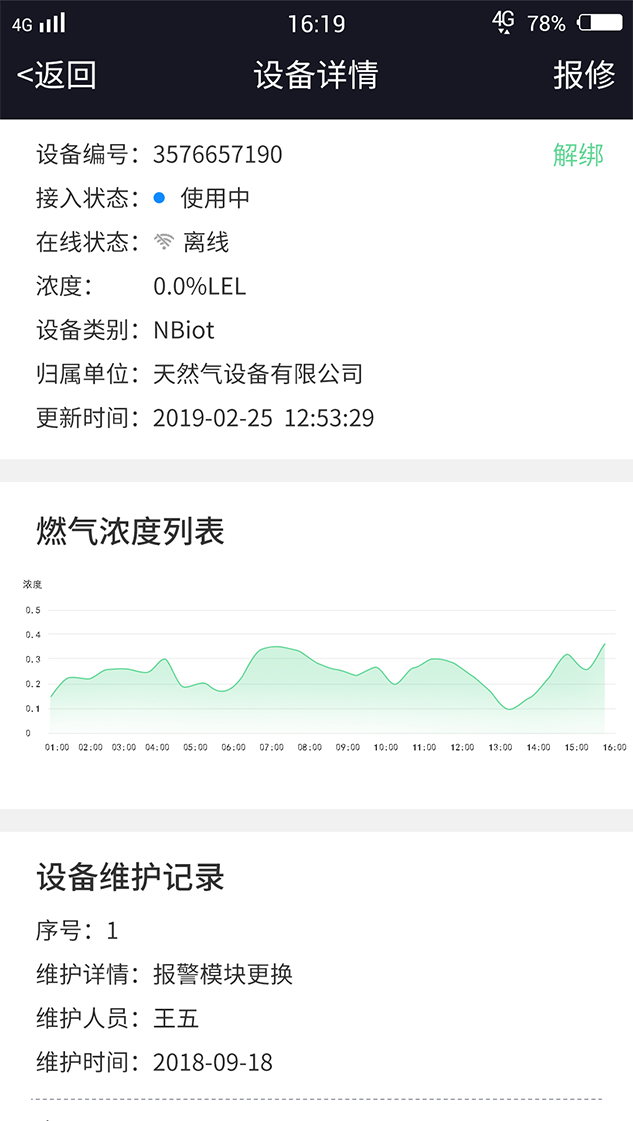 4G 16:19 4G 78%
<返回 设备详情 报修
设备编号：3576657190 解绑
接入状态： 使用中
在线状态： 离线
浓度： 0.0%LEL
设备类别：NBiot
归属单位：天然气设备有限公司
更新时间：2019-02-25 12:53:29
燃气浓度列表
浓度
0.5
0.4
0.3
0.2
0.1
0
01:00 02:00 03:00 04:00 05:00 06:00 07:00 08:00 09:00 10:00 11:00 12:00 13:00 14:00 15:00 16:00
设备维护记录
序号：1
维护详情：报警模块更换
维护人员：王五
维护时间：2018-09-18